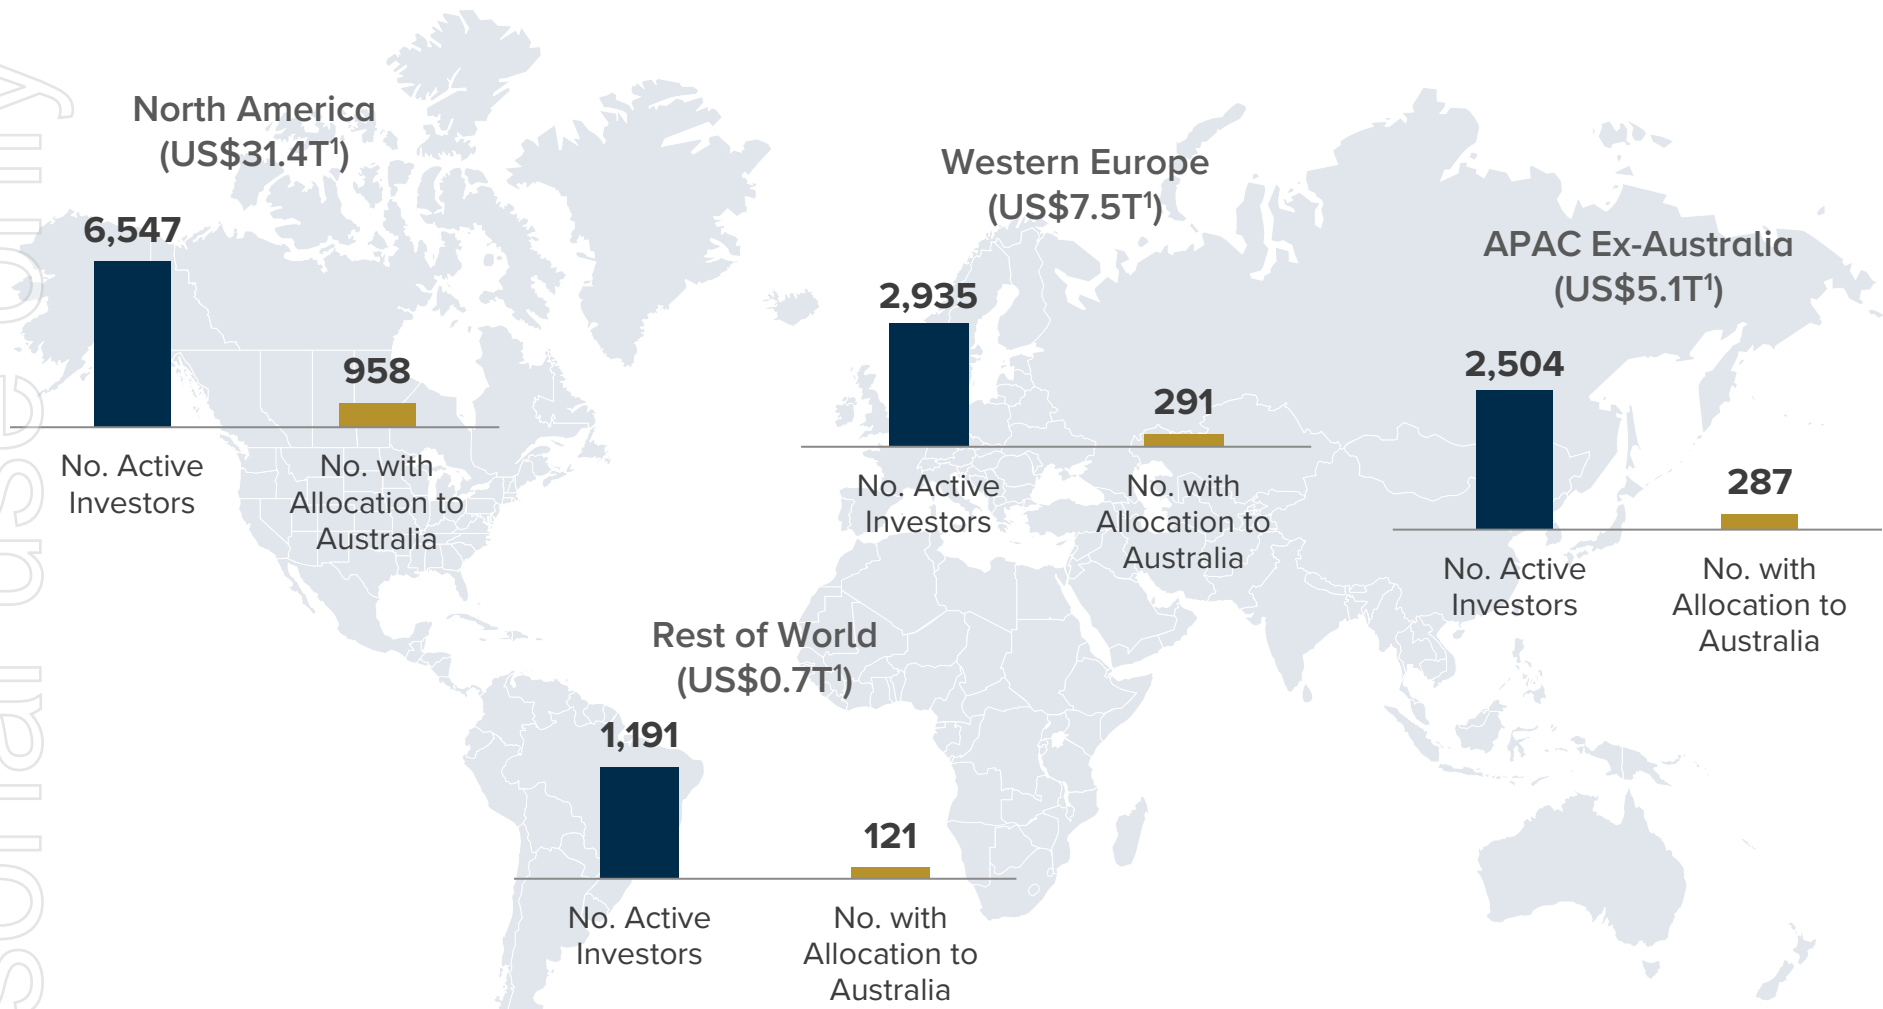 North America
(US$31.4T¹)
6,547
958
No. Active
Investors
No. with
Allocation to
Australia
Western Europe
(US$7.5T¹)
2,935
291
No. Active
Investors
No. with
Allocation to
Australia
APAC Ex-Australia
(US$5.1T¹)
2,504
287
No. Active
Investors
No. with
Allocation to
Australia
Rest of World
(US$0.7T¹)
1,191
121
No. Active
Investors
No. with
Allocation to
Australia
sonal use only